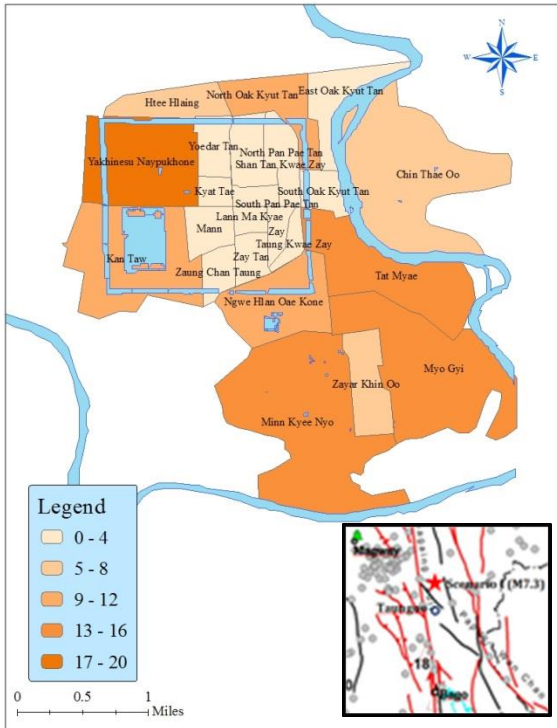 N
W
E
S
East Oak Kyut Tan
North Oak Kyut Tan
Htee Hlaing
Yoedar Tan
North Pan Pae Tan
Shan Tan Kwae Zay
Yakhinesu Naypukhone
Chin Thae Oo
Kyat Tae
South Oak Kyut Tan
South Pan Pae Tan
Lann Ma Kyae
Mann
Zay
Taung Kwae Zay
Kan Taw
Zay Tan
Zaung Chan Taung
Tat Myae
Ngwe Hlan Oae Kone
Myo Gyi
Zayar Khin Oo
Minn Kyee Nyo
Legend
0 - 4
5 - 8
9 - 12
13 - 16
17 - 20
0 0.5 1
Miles
Magway
Scenario I (M7.3)
Taungoo
18
Bago